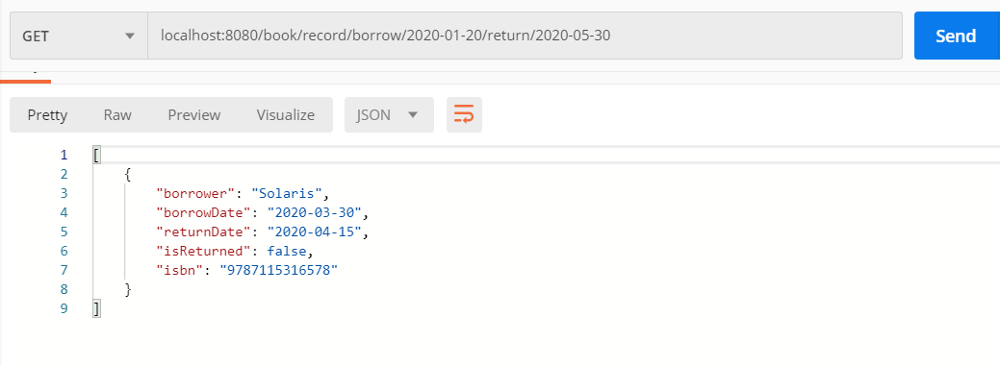 GET localhost:8080/book/record/borrow/2020-01-20/return/2020-05-30 Send
Pretty Raw Preview Visualize JSON
1 [
2 {
3 "borrower": "Solaris",
4 "borrowDate": "2020-03-30",
5 "returnDate": "2020-04-15",
6 "isReturned": false,
7 "isbn": "9787115316578"
8 }
9 ]